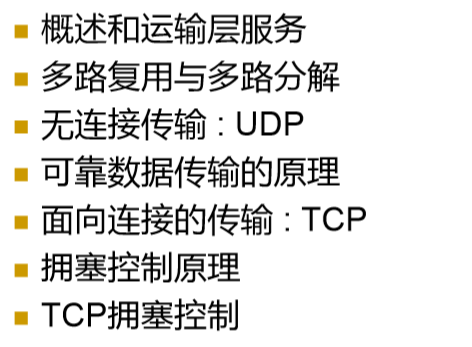 概述和运输层服务
多路复用与多路分解
无连接传输 : UDP
可靠数据传输的原理
面向连接的传输 : TCP
拥塞控制原理
TCP拥塞控制